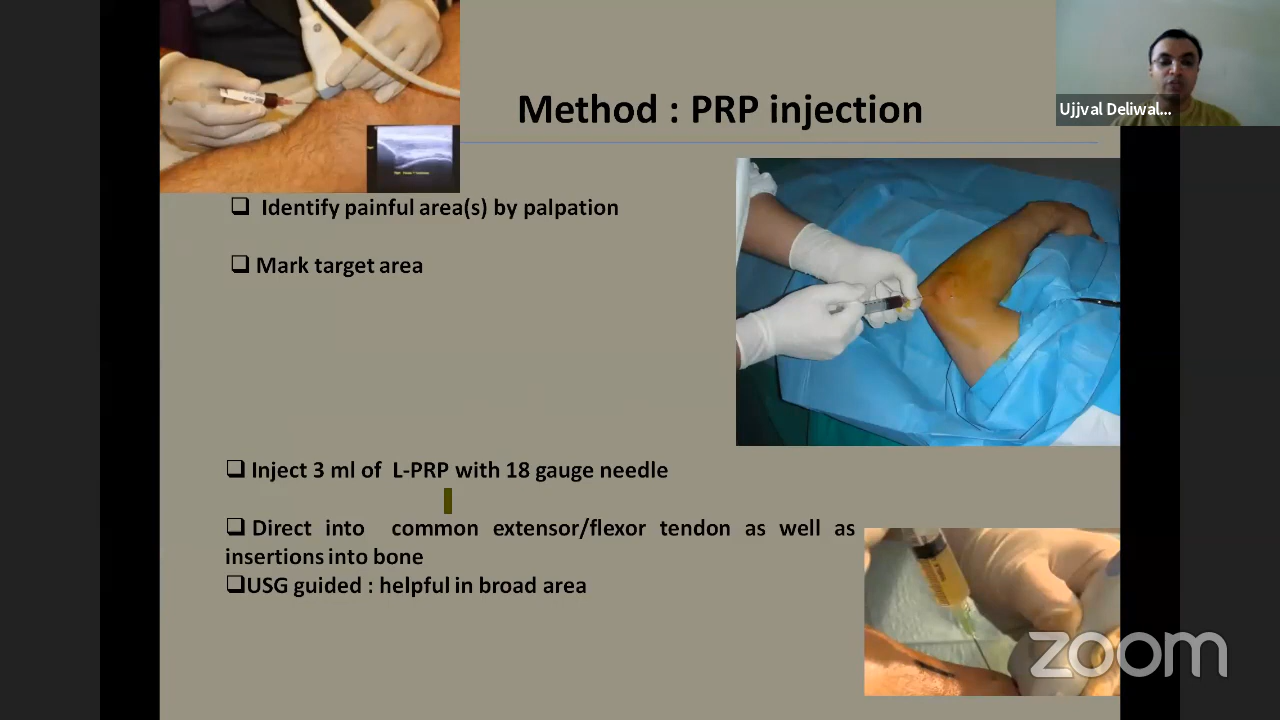 Method : PRP injection
Ujjval Deliwal...
❑ Identify painful area(s) by palpation
❑ Mark target area
❑ Inject 3 ml of L-PRP with 18 gauge needle
❑ Direct into common extensor/flexor tendon as well as
insertions into bone
❑USG guided : helpful in broad area
zoom